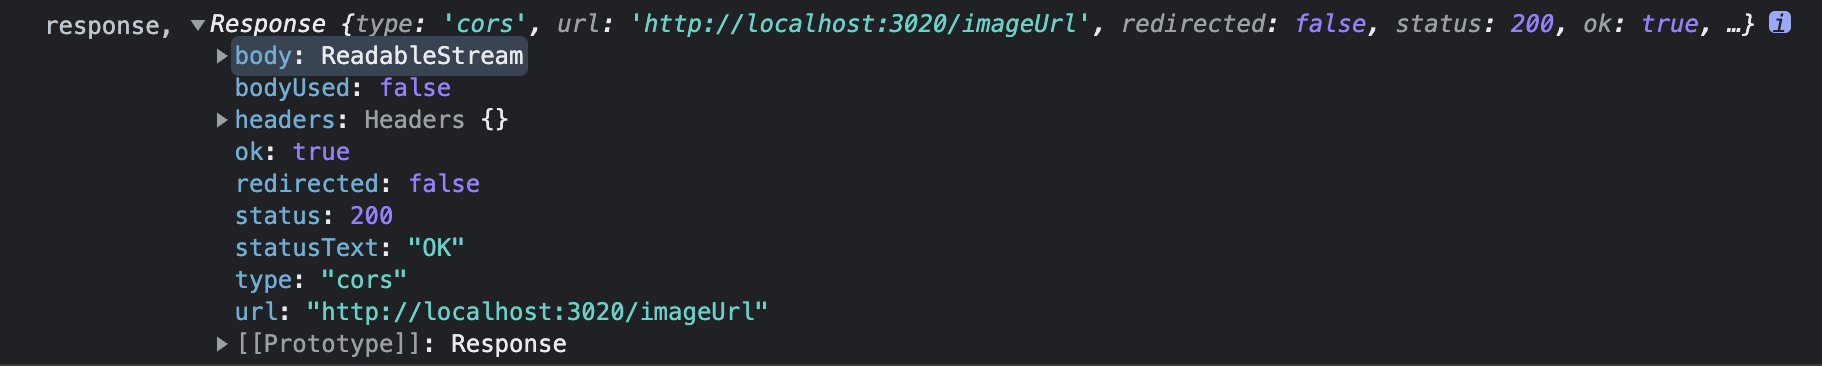 response, ▼Response {type: 'cors', url: 'http://localhost:3020/imageUrl', redirected: false, status: 200, ok: true, …} i
▶body: ReadableStream
bodyUsed: false
▶headers: Headers {}
ok: true
redirected: false
status: 200
statusText: "OK"
type: "cors"
url: "http://localhost:3020/imageUrl"
▶[[Prototype]]: Response